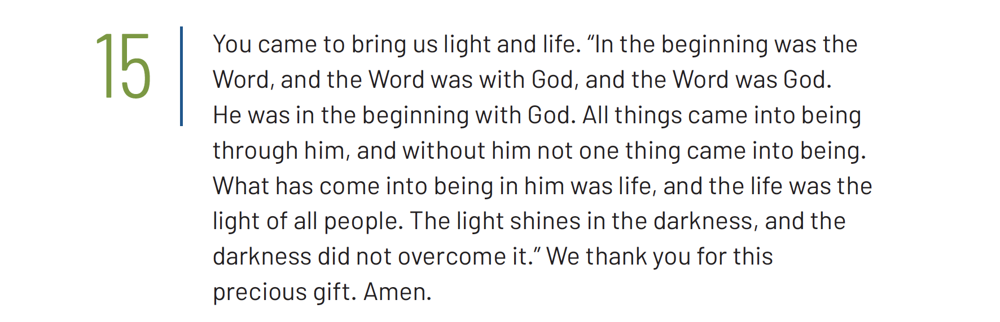 15
You came to bring us light and life. “In the beginning was the
Word, and the Word was with God, and the Word was God.
He was in the beginning with God. All things came into being
through him, and without him not one thing came into being.
What has come into being in him was life, and the life was the
light of all people. The light shines in the darkness, and the
darkness did not overcome it.” We thank you for this
precious gift. Amen.